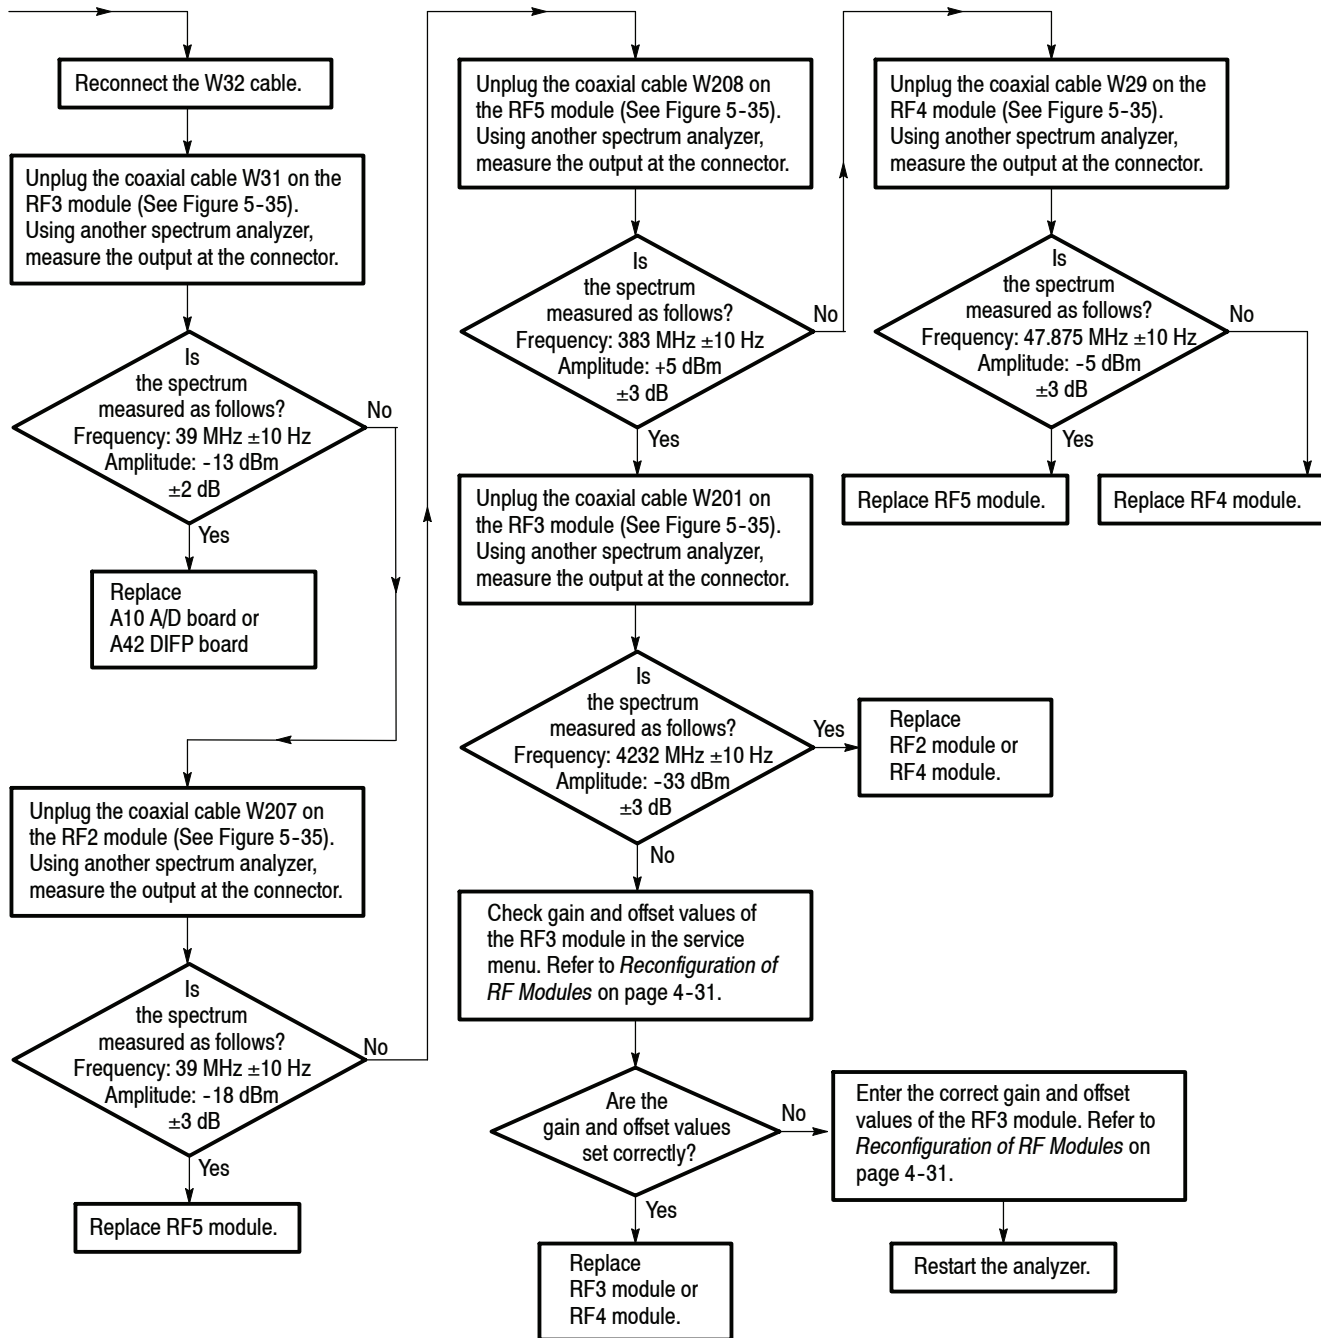 Reconnect the W32 cable.
Unplug the coaxial cable W31 on the
RF3 module (See Figure 5-35).
Using another spectrum analyzer,
measure the output at the connector.
Is
the spectrum
measured as follows?
Frequency: 39 MHz ±10 Hz
Amplitude: -13 dBm
±2 dB
No
Yes
Replace
A10 A/D board or
A42 DIFP board
Unplug the coaxial cable W207 on
the RF2 module (See Figure 5-35).
Using another spectrum analyzer,
measure the output at the connector.
Is
the spectrum
measured as follows?
Frequency: 39 MHz ±10 Hz
Amplitude: -18 dBm
±3 dB
No
Yes
Replace RF5 module.
Unplug the coaxial cable W208 on
the RF5 module (See Figure 5-35).
Using another spectrum analyzer,
measure the output at the connector.
Is
the spectrum
measured as follows?
Frequency: 383 MHz ±10 Hz
Amplitude: +5 dBm
±3 dB
No
Yes
Unplug the coaxial cable W201 on
the RF3 module (See Figure 5-35).
Using another spectrum analyzer,
measure the output at the connector.
Is
the spectrum
measured as follows?
Frequency: 4232 MHz ±10 Hz
Amplitude: -33 dBm
±3 dB
Yes
Replace
RF2 module or
RF4 module.
No
Check gain and offset values of
the RF3 module in the service
menu. Refer to Reconfiguration of
RF Modules on page 4-31.
Are the
gain and offset values
set correctly?
No
Enter the correct gain and offset
values of the RF3 module. Refer to
Reconfiguration of RF Modules on
page 4-31.
Restart the analyzer.
Yes
Replace
RF3 module or
RF4 module.
Unplug the coaxial cable W29 on the
RF4 module (See Figure 5-35).
Using another spectrum analyzer,
measure the output at the connector.
Is
the spectrum
measured as follows?
Frequency: 47.875 MHz ±10 Hz
Amplitude: -5 dBm
±3 dB
No
Yes
Replace RF5 module.
Replace RF4 module.